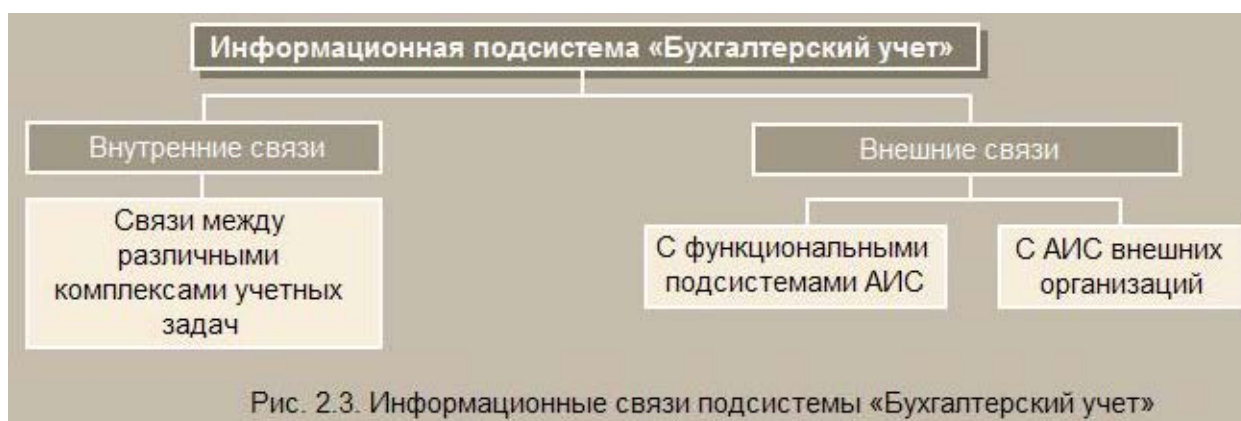 Информационная подсистема «Бухгалтерский учет»
Внутренние связи
Внешние связи
Связи между
различными
комплексами учетных
задач
С функциональными
подсистемами АИС
С АИС внешних
организаций
Рис. 2.3. Информационные связи подсистемы «Бухгалтерский учет»